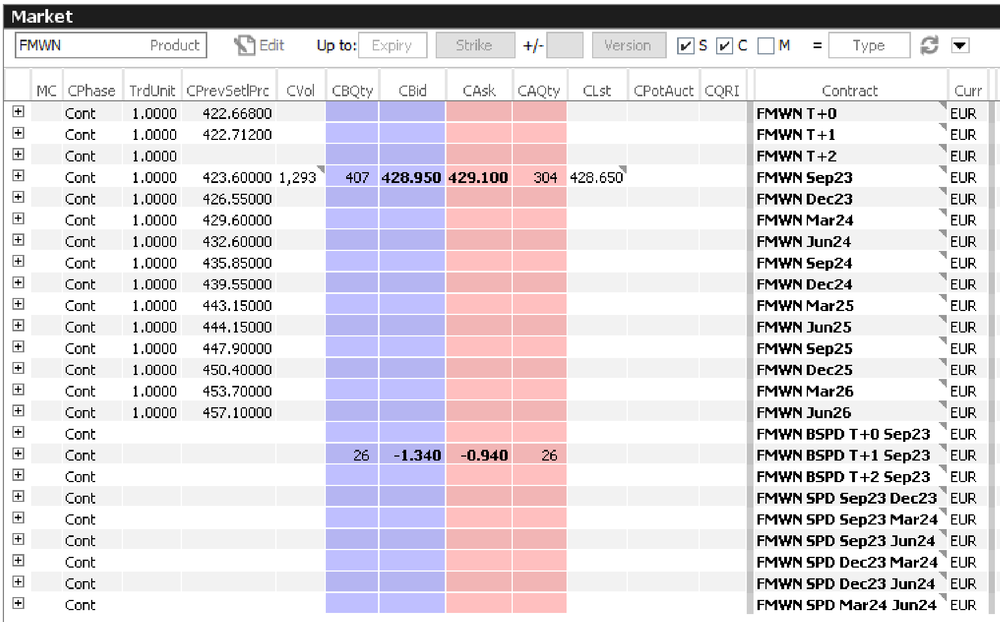 Market
FMWN Product Edit Up to: Expiry Strike +/- Version S C M = Type
MC CPhase TrdUnit CPrevSetlPrc CVol CBQty CBid CAsk CAQty CLst CPotAuct CQRI Contract Curr
Cont 1.0000 422.66800 FMWN T+0 EUR
Cont 1.0000 422.71200 FMWN T+1 EUR
Cont 1.0000 FMWN T+2 EUR
Cont 1.0000 423.60000 1,293 407 428.950 429.100 304 428.650 FMWN Sep23 EUR
Cont 1.0000 426.55000 FMWN Dec23 EUR
Cont 1.0000 429.60000 FMWN Mar24 EUR
Cont 1.0000 432.60000 FMWN Jun24 EUR
Cont 1.0000 435.85000 FMWN Sep24 EUR
Cont 1.0000 439.55000 FMWN Dec24 EUR
Cont 1.0000 443.15000 FMWN Mar25 EUR
Cont 1.0000 444.15000 FMWN Jun25 EUR
Cont 1.0000 447.90000 FMWN Sep25 EUR
Cont 1.0000 450.40000 FMWN Dec25 EUR
Cont 1.0000 453.70000 FMWN Mar26 EUR
Cont 1.0000 457.10000 FMWN Jun26 EUR
Cont FMWN BSPD T+0 Sep23 EUR
Cont 26 -1.340 -0.940 26 FMWN BSPD T+1 Sep23 EUR
Cont FMWN BSPD T+2 Sep23 EUR
Cont FMWN SPD Sep23 Dec23 EUR
Cont FMWN SPD Sep23 Mar24 EUR
Cont FMWN SPD Sep23 Jun24 EUR
Cont FMWN SPD Dec23 Mar24 EUR
Cont FMWN SPD Dec23 Jun24 EUR
Cont FMWN SPD Mar24 Jun24 EUR